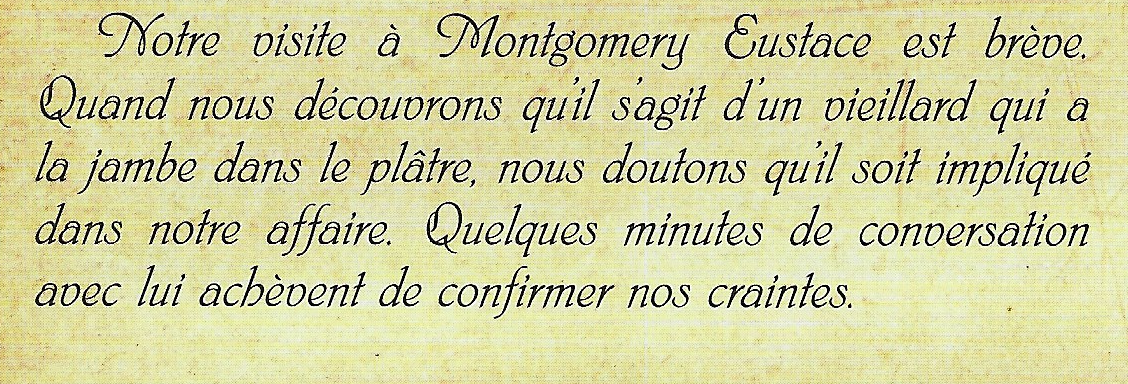 Notre visite à Montgomery Eustace est brève.
Quand nous découvrons qu'il s'agit d'un vieillard qui a
la jambe dans le plâtre, nous doutons qu'il soit impliqué
dans notre affaire. Quelques minutes de conversation
avec lui achèvent de confirmer nos craintes.